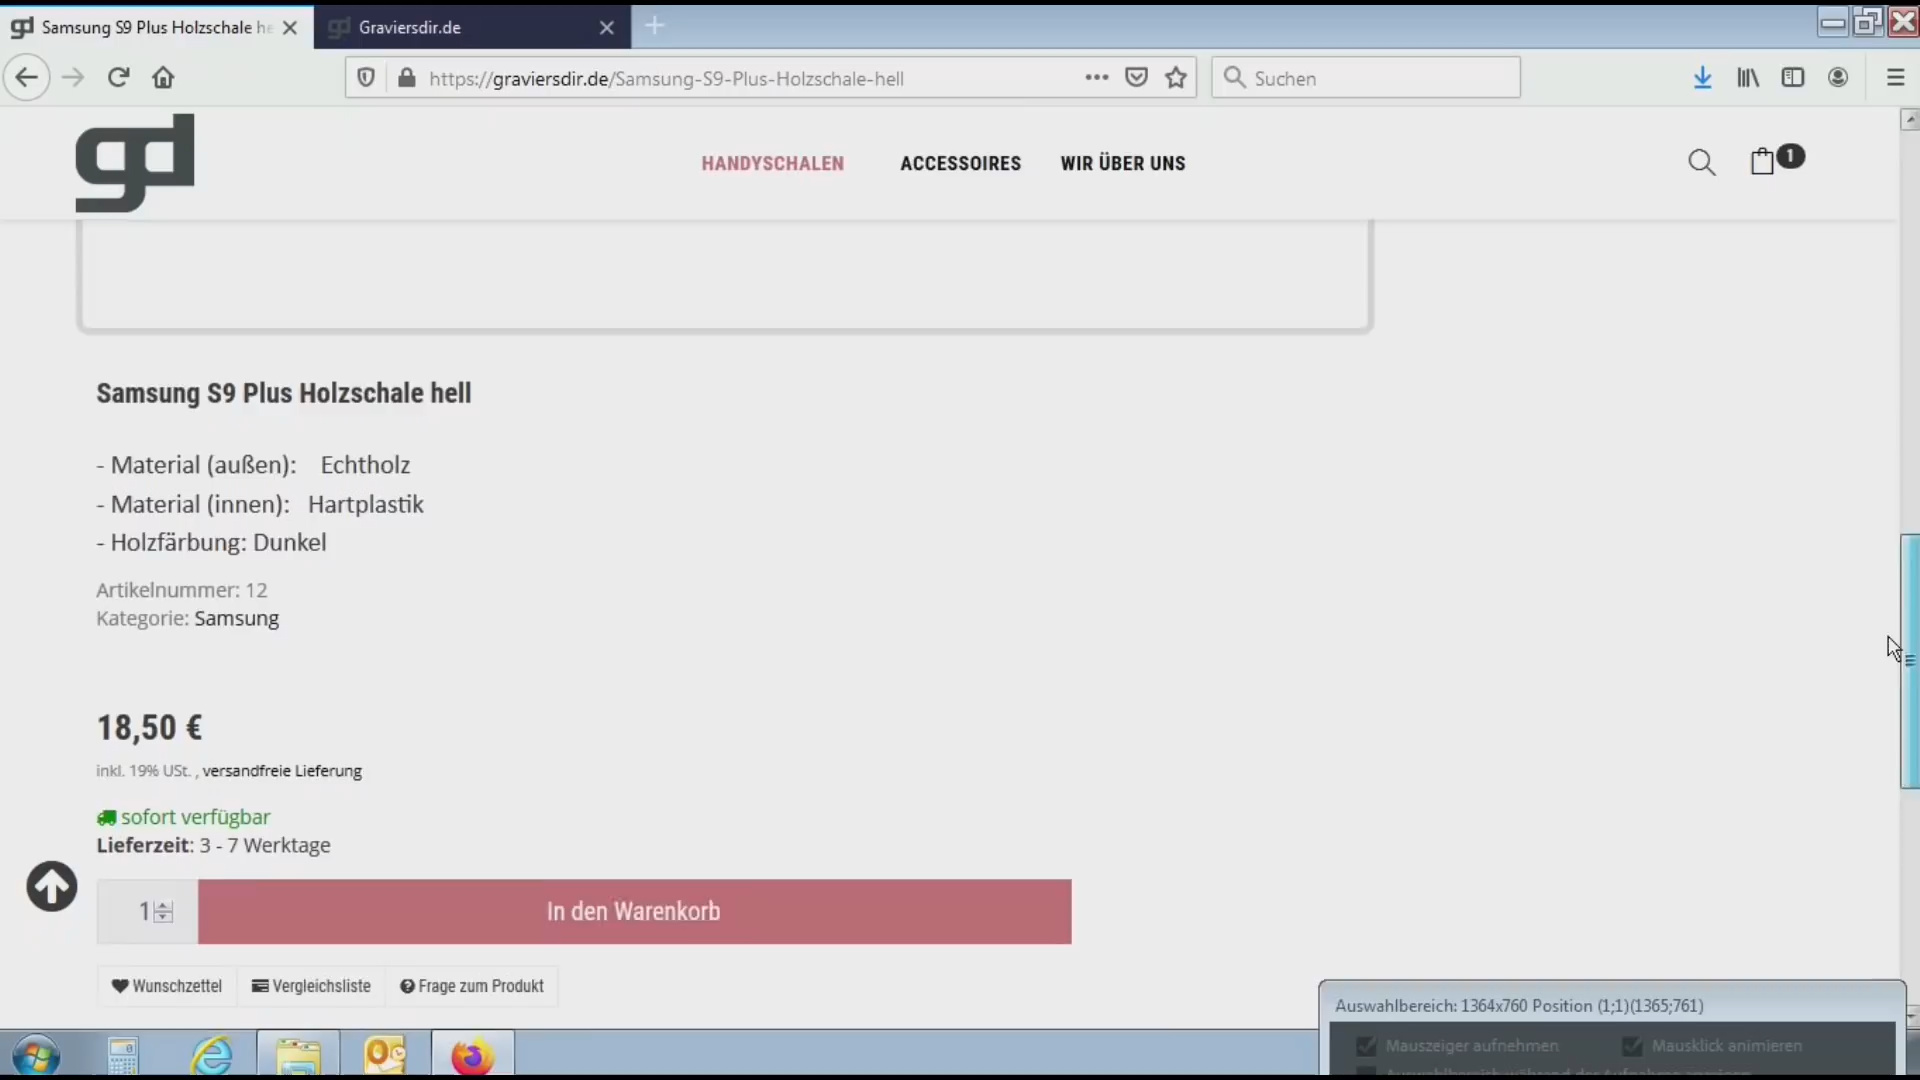 Samsung S9 Plus Holzschale he
Graviersdir.de
https://graviersdir.de/Samsung-S9-Plus-Holzschale-hell
Suchen
gd
HANDYSCHALEN
ACCESSOIRES
WIR ÜBER UNS
1
Samsung S9 Plus Holzschale hell
- Material (außen): Echtholz
- Material (innen): Hartplastik
- Holzfärbung: Dunkel
Artikelnummer: 12
Kategorie: Samsung
18,50 €
inkl. 19% USt. , versandfreie Lieferung
sofort verfügbar
Lieferzeit: 3 - 7 Werktage
1
In den Warenkorb
Wunschzettel
Vergleichsliste
Frage zum Produkt
Auswahlbereich: 1364x760 Position (1;1)(1365;761)
Mauszeiger aufnehmen
Mausklick animieren